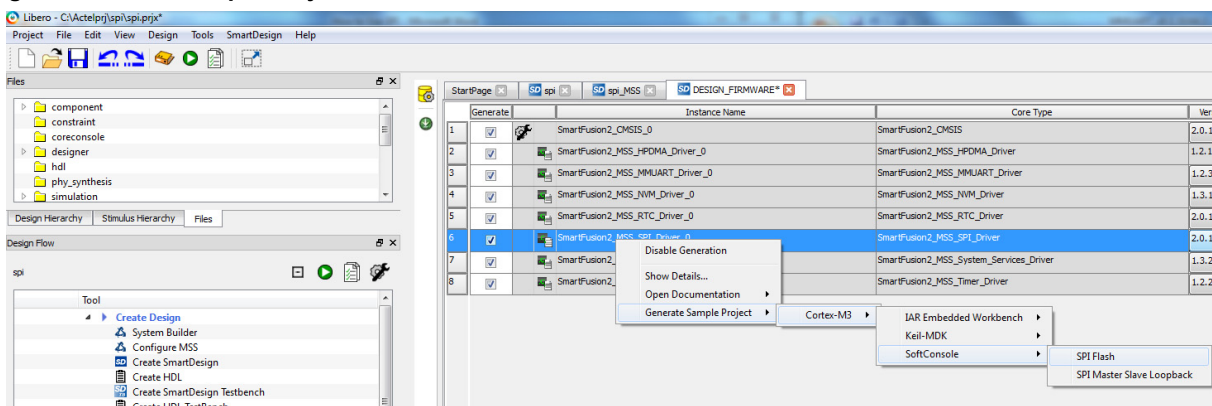 Libero - C:\Actelprj\spi\spi.prjx*
Project File Edit View Design Tools SmartDesign Help
Files
component
constraint
coreconsole
designer
hdl
phy_synthesis
simulation
Design Hierarchy Stimulus Hierarchy Files
Design Flow
spi
Tool
Create Design
System Builder
Configure MSS
Create SmartDesign
Create HDL
Create SmartDesign Testbench
Create HDL TestBench
StartPage SD spi SD spi_MSS SD DESIGN_FIRMWARE*
Generate Instance Name Core Type Ver
1 SmartFusion2_CMSIS_0 SmartFusion2_CMSIS 2.0.1
2 SmartFusion2_MSS_HPDMA_Driver_0 SmartFusion2_MSS_HPDMA_Driver 1.2.1
3 SmartFusion2_MSS_MMUART_Driver_0 SmartFusion2_MSS_MMUART_Driver 1.2.3
4 SmartFusion2_MSS_NVM_Driver_0 SmartFusion2_MSS_NVM_Driver 1.3.1
5 SmartFusion2_MSS_RTC_Driver_0 SmartFusion2_MSS_RTC_Driver 2.0.1
6 SmartFusion2_MSS_SPI_Driver_0 SmartFusion2_MSS_SPI_Driver 2.0.1
7 SmartFusion2_ SmartFusion2_MSS_System_Services_Driver 1.3.2
8 SmartFusion2_ SmartFusion2_MSS_Timer_Driver 1.2.2
Disable Generation
Show Details...
Open Documentation
Generate Sample Project
Cortex-M3
IAR Embedded Workbench
Keil-MDK
SoftConsole
SPI Flash
SPI Master Slave Loopback